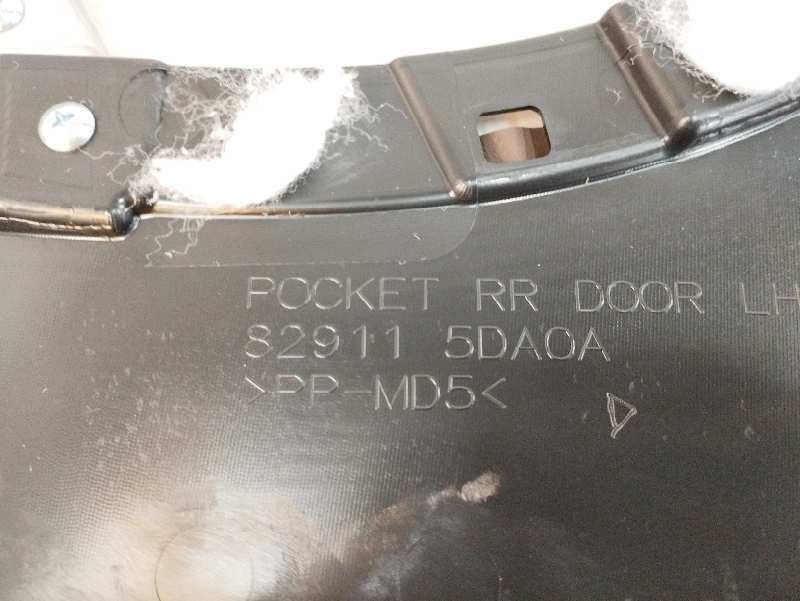 POCKET RR DOOR LH
82911 5DA0A
>PP-MD5<